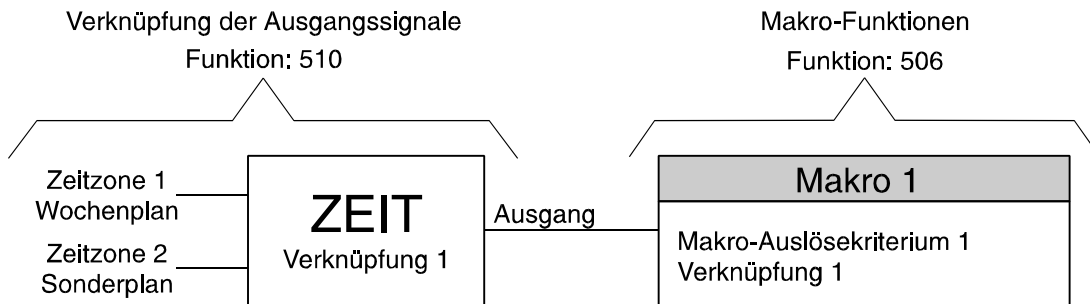 Verknüpfung der Ausgangssignale
Funktion: 510
Makro-Funktionen
Funktion: 506
Zeitzone 1
Wochenplan
Zeitzone 2
Sonderplan
ZEIT
Verknüpfung 1
Ausgang
Makro 1
Makro-Auslösekriterium 1
Verknüpfung 1